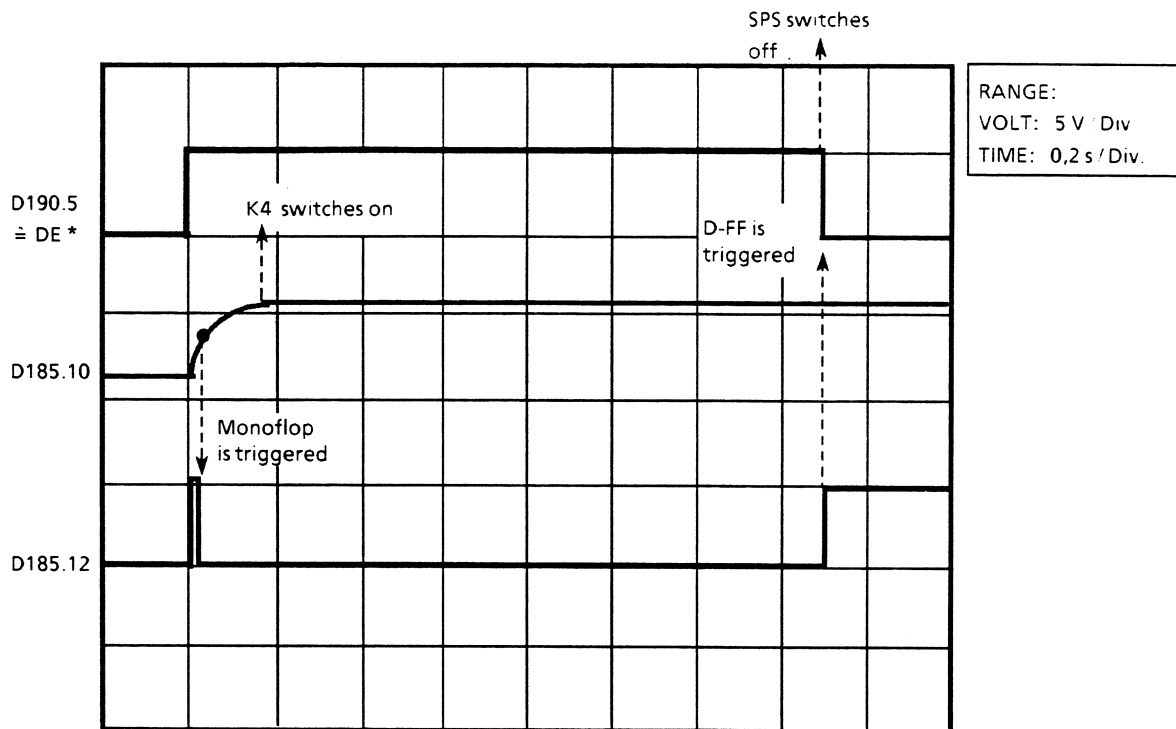 SPS switches
off
RANGE:
VOLT: 5 V / Div
TIME: 0,2 s / Div.
D190.5
≙ DE *
K4 switches on
D-FF is
triggered
D185.10
Monoflop
is triggered
D185.12